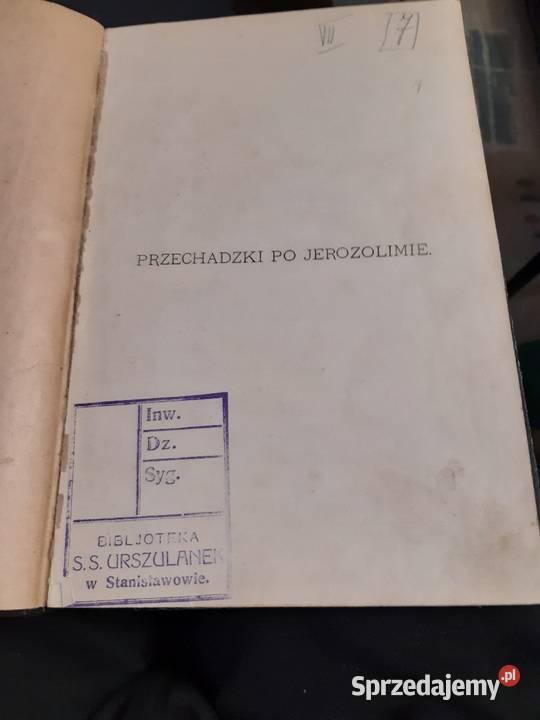 VII [7]
PRZECHADZKI PO JEROZOLIMIE.
Inw.
Dz.
Syg.
BIBLJOTEKA
S.S. URSZULANEK
w Stanisławowie.
Sprzedajemy.pl